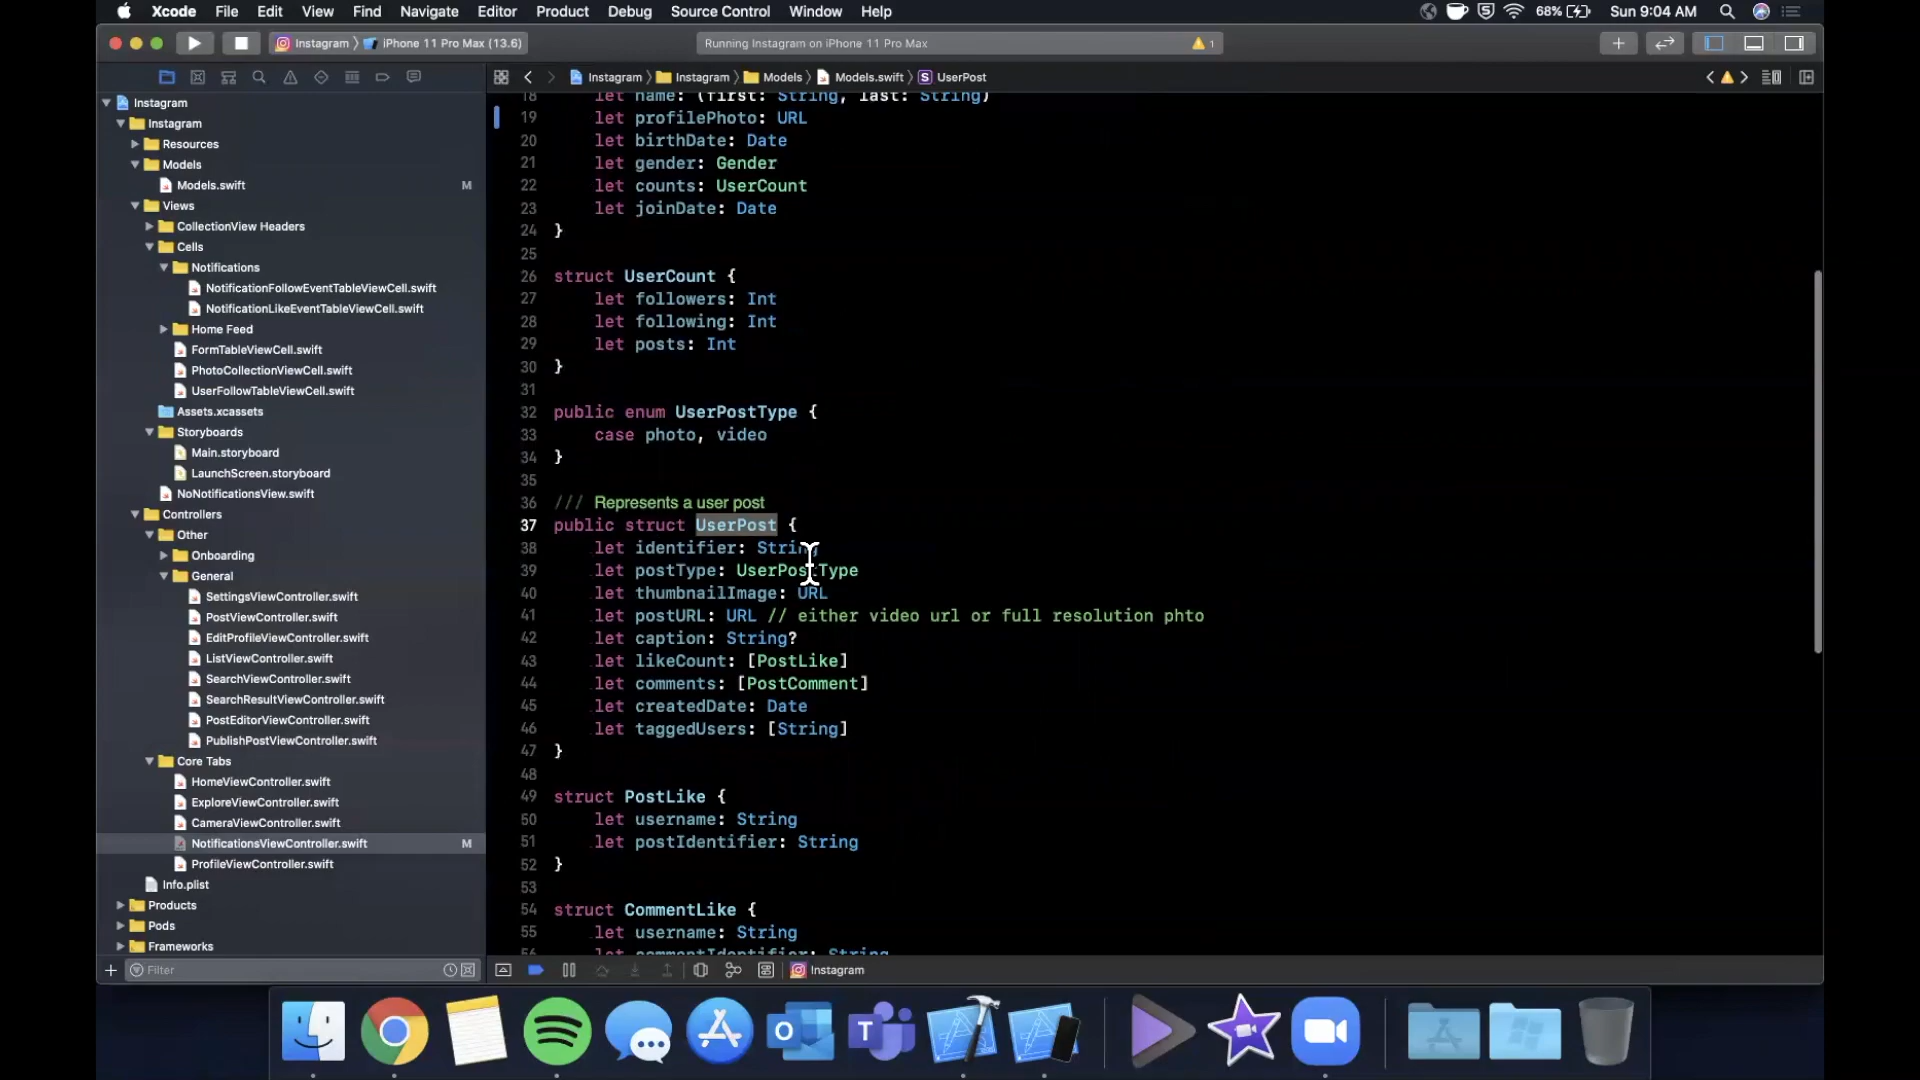 Xcode File Edit View Find Navigate Editor Product Debug Source Control Window Help 68% Sun 9:04 AM
Instagram iPhone 11 Pro Max (13.6) Running Instagram on iPhone 11 Pro Max 1
Instagram Instagram Models Models.swift S UserPost
Instagram
Instagram
Resources
Models
Models.swift M
Views
CollectionView Headers
Cells
Notifications
NotificationFollowEventTableViewCell.swift
NotificationLikeEventTableViewCell.swift
Home Feed
FormTableViewCell.swift
PhotoCollectionViewCell.swift
UserFollowTableViewCell.swift
Assets.xcassets
Storyboards
Main.storyboard
LaunchScreen.storyboard
NoNotificationsView.swift
Controllers
Other
Onboarding
General
SettingsViewController.swift
PostViewController.swift
EditProfileViewController.swift
ListViewController.swift
SearchViewController.swift
SearchResultViewController.swift
PostEditorViewController.swift
PublishPostViewController.swift
Core Tabs
HomeViewController.swift
ExploreViewController.swift
CameraViewController.swift
NotificationsViewController.swift M
ProfileViewController.swift
Info.plist
Products
Pods
Frameworks
Filter
18 let name: (first: String, last: String)
19 let profilePhoto: URL
20 let birthDate: Date
21 let gender: Gender
22 let counts: UserCount
23 let joinDate: Date
24 }
25
26 struct UserCount {
27 let followers: Int
28 let following: Int
29 let posts: Int
30 }
31
32 public enum UserPostType {
33 case photo, video
34 }
35
36 /// Represents a user post
37 public struct UserPost {
38 let identifier: String
39 let postType: UserPostType
40 let thumbnailImage: URL
41 let postURL: URL // either video url or full resolution phto
42 let caption: String?
43 let likeCount: [PostLike]
44 let comments: [PostComment]
45 let createdDate: Date
46 let taggedUsers: [String]
47 }
48
49 struct PostLike {
50 let username: String
51 let postIdentifier: String
52 }
53
54 struct CommentLike {
55 let username: String
56 let commentIdentifier: String
Instagram